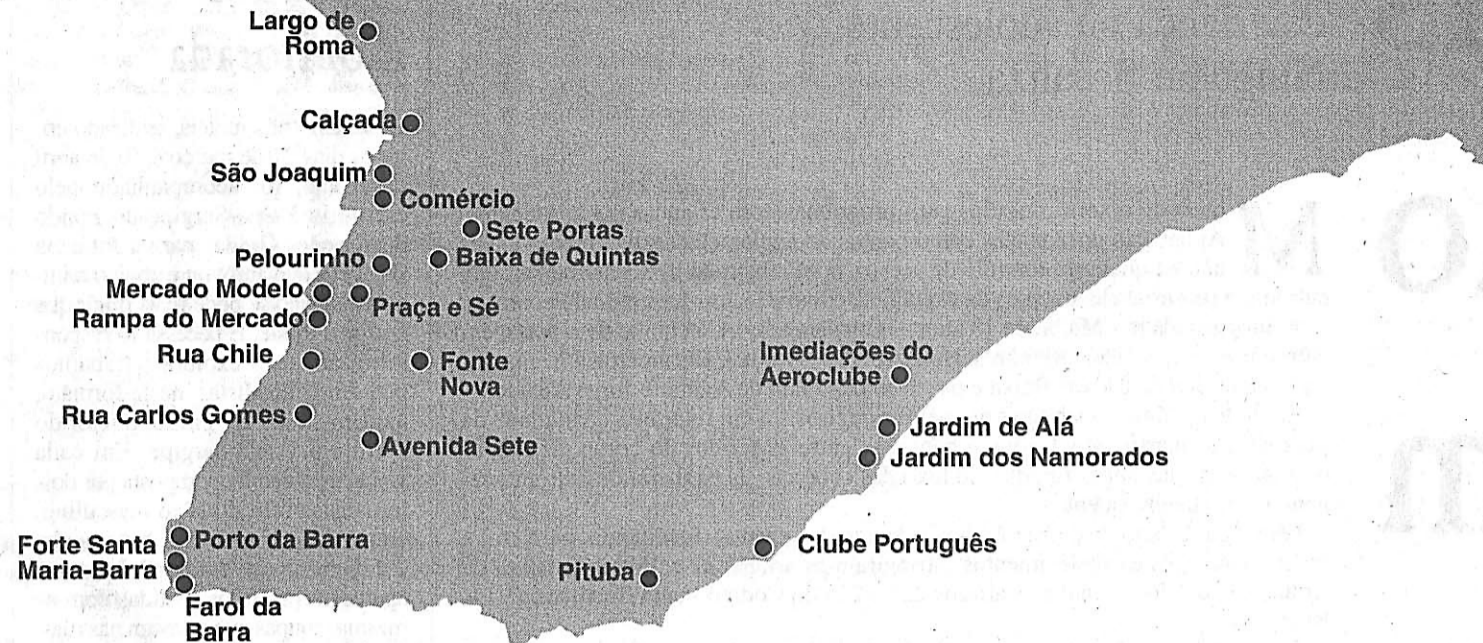 Largo de
Roma
Calçada
São Joaquim
Comércio
Sete Portas
Pelourinho
Baixa de Quintas
Mercado Modelo
Praça e Sé
Rampa do Mercado
Rua Chile
Fonte
Nova
Imediações do
Aeroclube
Rua Carlos Gomes
Avenida Sete
Jardim de Alá
Jardim dos Namorados
Porto da Barra
Forte Santa
Maria-Barra
Farol da
Barra
Clube Português
Pituba